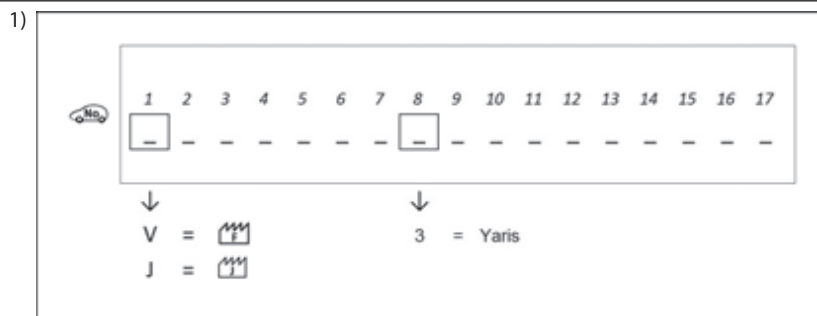 1)
1 2 3 4 5 6 7 8 9 10 11 12 13 14 15 16 17
No.
_ _ _ _ _ _ _ _ _ _ _ _ _ _ _ _ _
↓ ↓
V = F 3 = Yaris
J = J